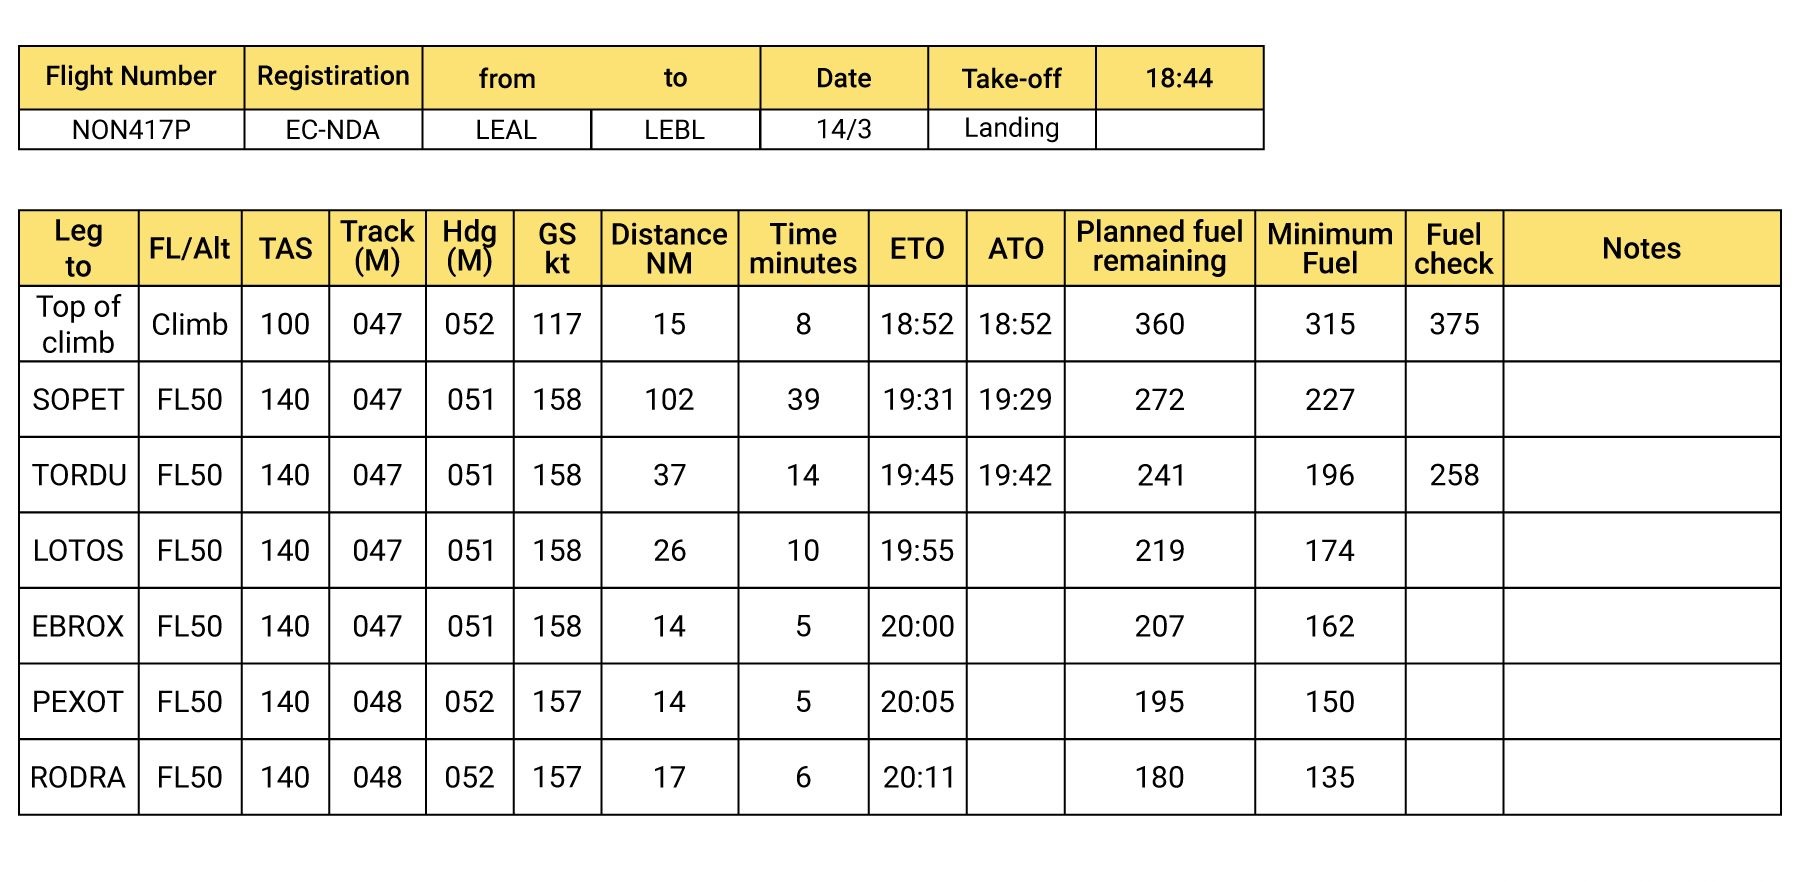 Flight Number Registiration from to Date Take-off 18:44
NON417P EC-NDA LEAL LEBL 14/3 Landing
Leg to FL/Alt TAS Track (M) Hdg (M) GS kt Distance NM Time minutes ETO ATO Planned fuel remaining Minimum Fuel Fuel check Notes
Top of climb Climb 100 047 052 117 15 8 18:52 18:52 360 315 375
SOPET FL50 140 047 051 158 102 39 19:31 19:29 272 227
TORDU FL50 140 047 051 158 37 14 19:45 19:42 241 196 258
LOTOS FL50 140 047 051 158 26 10 19:55 219 174
EBROX FL50 140 047 051 158 14 5 20:00 207 162
PEXOT FL50 140 048 052 157 14 5 20:05 195 150
RODRA FL50 140 048 052 157 17 6 20:11 180 135